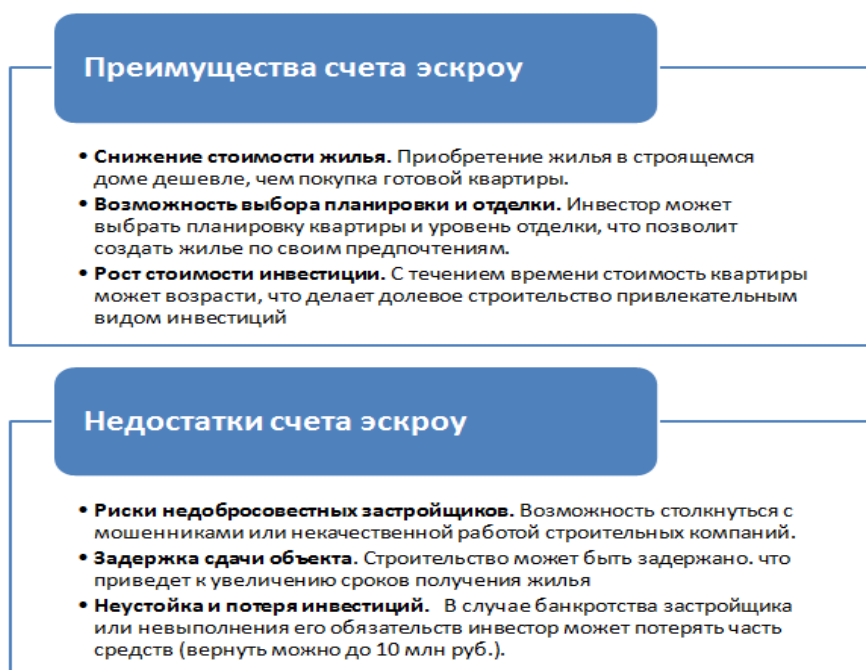 Преимущества счета эскроу
• Снижение стоимости жилья. Приобретение жилья в строящемся
доме дешевле, чем покупка готовой квартиры.
• Возможность выбора планировки и отделки. Инвестор может
выбрать планировку квартиры и уровень отделки, что позволит
создать жилье по своим предпочтениям.
• Рост стоимости инвестиции. С течением времени стоимость квартиры
может возрасти, что делает долевое строительство привлекательным
видом инвестиций
Недостатки счета эскроу
• Риски недобросовестных застройщиков. Возможность столкнуться с
мошенниками или некачественной работой строительных компаний.
• Задержка сдачи объекта. Строительство может быть задержано. что
приведет к увеличению сроков получения жилья
• Неустойка и потеря инвестиций. В случае банкротства застройщика
или невыполнения его обязательств инвестор может потерять часть
средств (вернуть можно до 10 млн руб.).